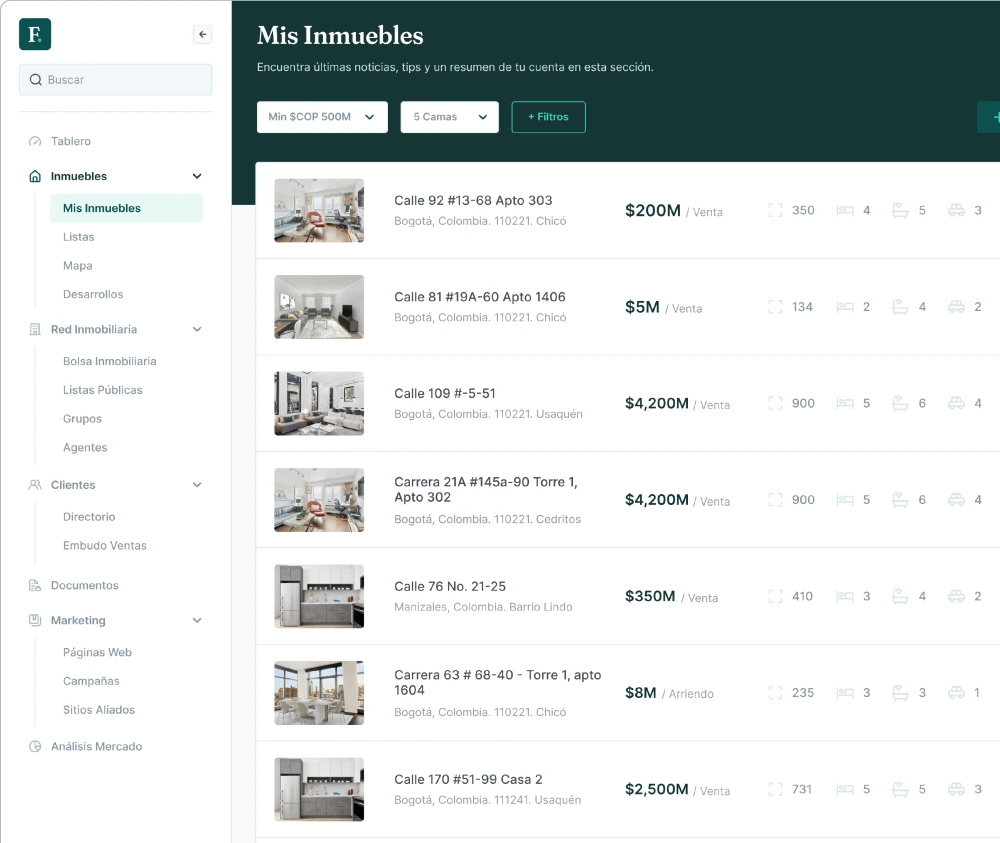 F.
Buscar
Tablero
Inmuebles
Mis Inmuebles
Listas
Mapa
Desarrollos
Red Inmobiliaria
Bolsa Inmobiliaria
Listas Públicas
Grupos
Agentes
Clientes
Directorio
Embudo Ventas
Documentos
Marketing
Páginas Web
Campañas
Sitios Aliados
Análisis Mercado
Mis Inmuebles
Encuentra últimas noticias, tips y un resumen de tu cuenta en esta sección.
Min $COP 500M
5 Camas
+ Filtros
+
Calle 92 #13-68 Apto 303
Bogotá, Colombia. 110221. Chicó
$200M / Venta 350 4 5 3
Calle 81 #19A-60 Apto 1406
Bogotá, Colombia. 110221. Chicó
$5M / Venta 134 2 4 2
Calle 109 #-5-51
Bogotá, Colombia. 110221. Usaquén
$4,200M / Venta 900 5 6 4
Carrera 21A #145a-90 Torre 1,
Apto 302
Bogotá, Colombia. 110221. Cedritos
$4,200M / Venta 900 5 6 4
Calle 76 No. 21-25
Manizales, Colombia. Barrio Lindo
$350M / Venta 410 3 4 2
Carrera 63 # 68-40 - Torre 1, apto
1604
Bogotá, Colombia. 110221. Chicó
$8M / Arriendo 235 3 3 1
Calle 170 #51-99 Casa 2
Bogotá, Colombia. 111241. Usaquén
$2,500M / Venta 731 5 5 3